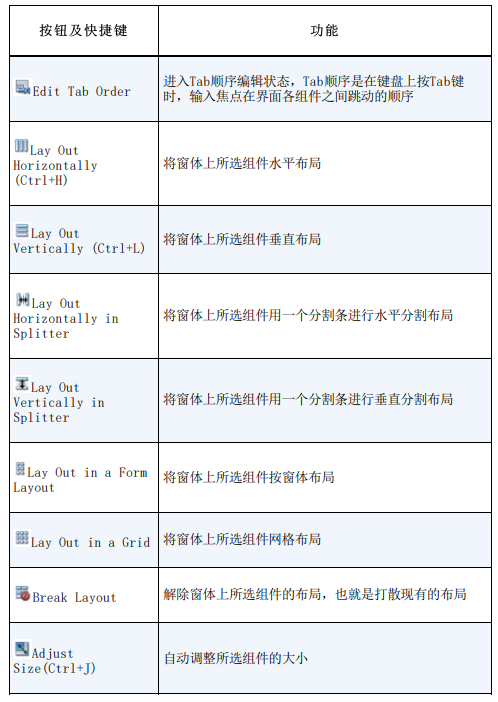 按钮及快捷键
功能
Edit Tab Order
进入Tab顺序编辑状态，Tab顺序是在键盘上按Tab键
时，输入焦点在界面各组件之间跳动的顺序
Lay Out
Horizontally
(Ctrl+H)
将窗体上所选组件水平布局
Lay Out
Vertically (Ctrl+L)
将窗体上所选组件垂直布局
Lay Out
Horizontally in
Splitter
将窗体上所选组件用一个分割条进行水平分割布局
Lay Out
Vertically in
Splitter
将窗体上所选组件用一个分割条进行垂直分割布局
Lay Out in a Form
Layout
将窗体上所选组件按窗体布局
Lay Out in a Grid
将窗体上所选组件网格布局
Break Layout
解除窗体上所选组件的布局，也就是打散现有的布局
Adjust
Size(Ctrl+J)
自动调整所选组件的大小